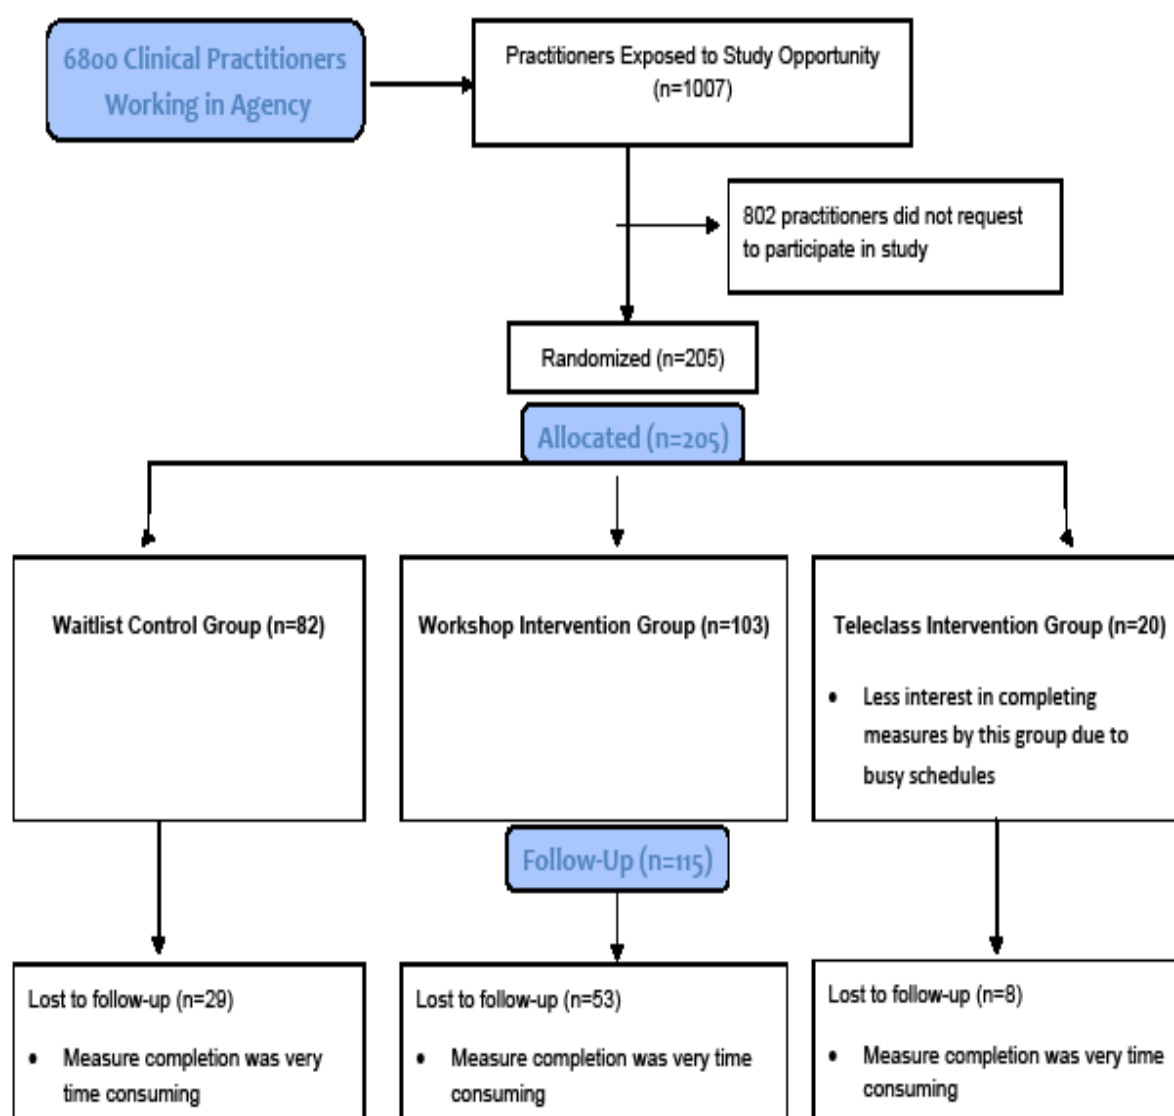 6800 Clinical Practitioners
Working in Agency
Practitioners Exposed to Study Opportunity
(n=1007)
802 practitioners did not request
to participate in study
Randomized (n=205)
Allocated (n=205)
Waitlist Control Group (n=82)
Workshop Intervention Group (n=103)
Teleclass Intervention Group (n=20)
• Less interest in completing
measures by this group due to
busy schedules
Follow-Up (n=115)
Lost to follow-up (n=29)
• Measure completion was very
time consuming
Lost to follow-up (n=53)
• Measure completion was very time
consuming
Lost to follow-up (n=8)
• Measure completion was very time
consuming